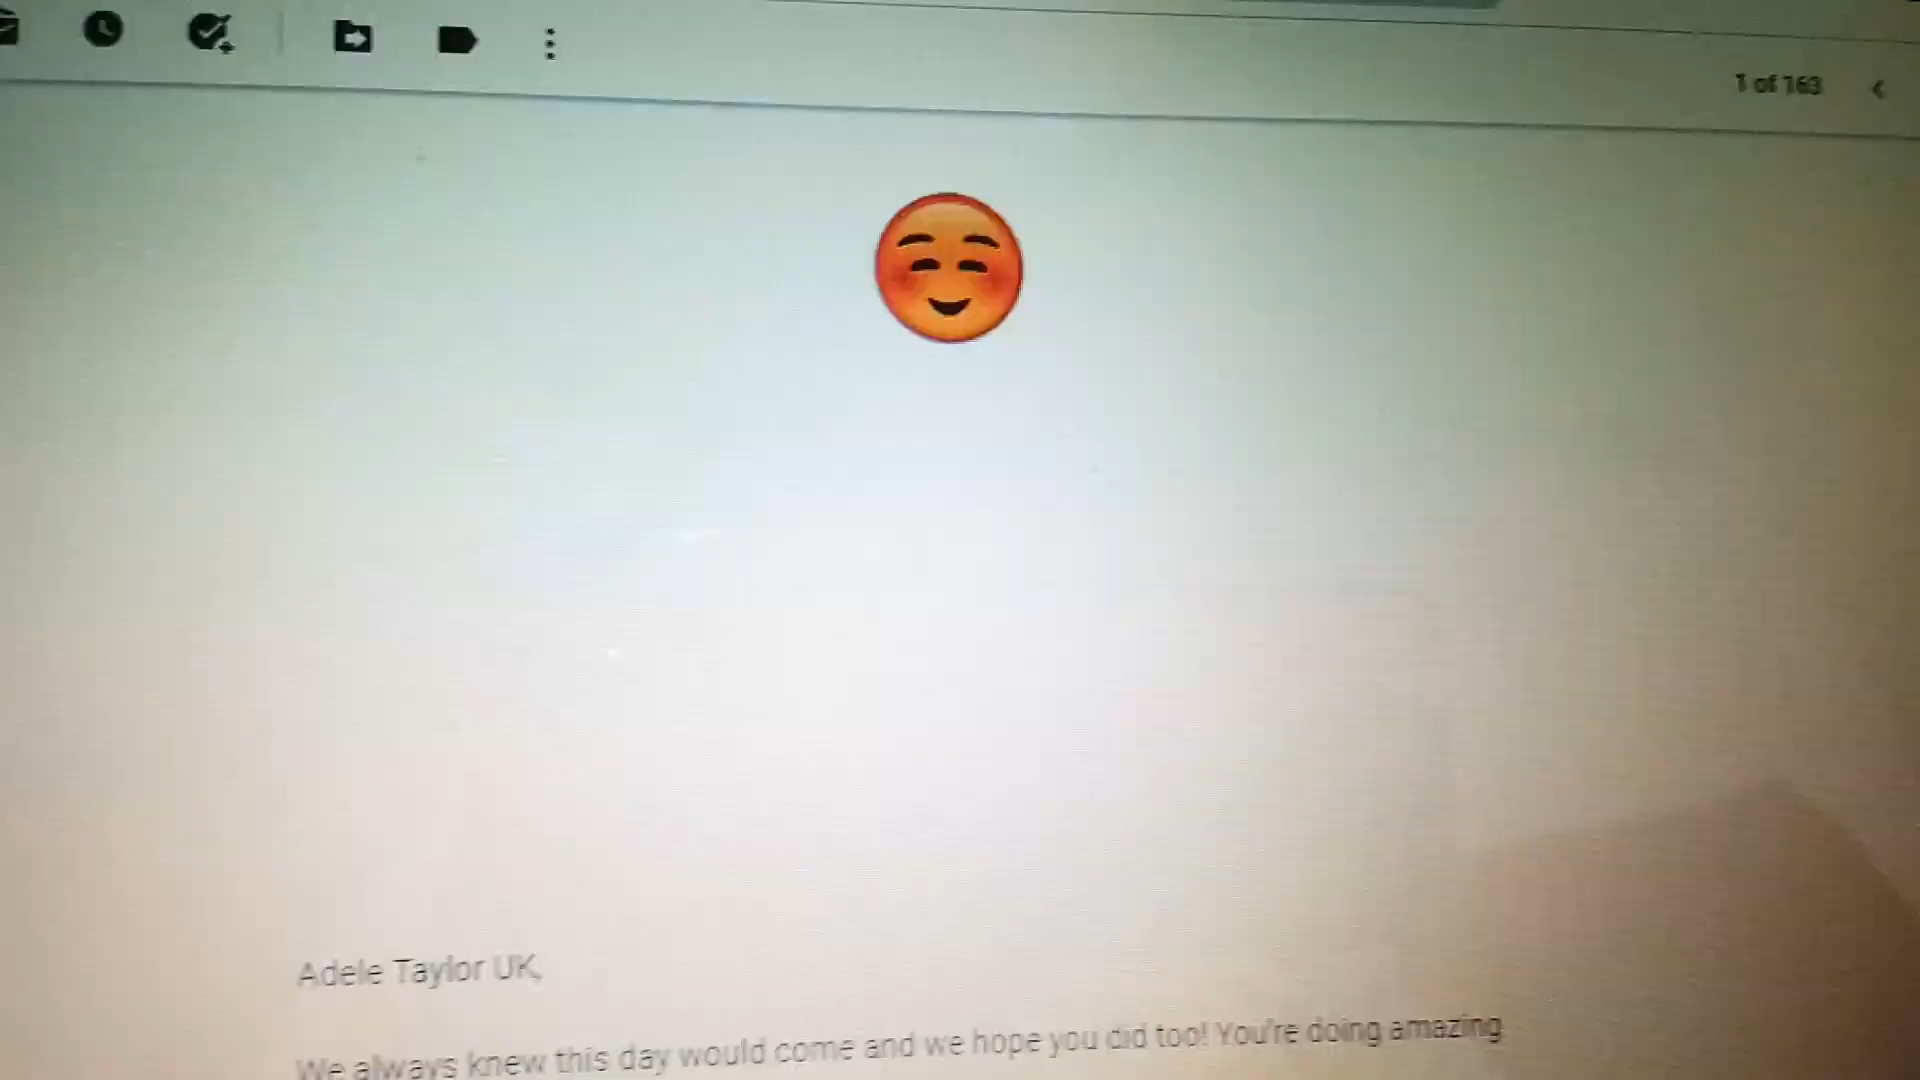 1 of 163
Adele Taylor UK,
We always knew this day would come and we hope you did too! You're doing amazing